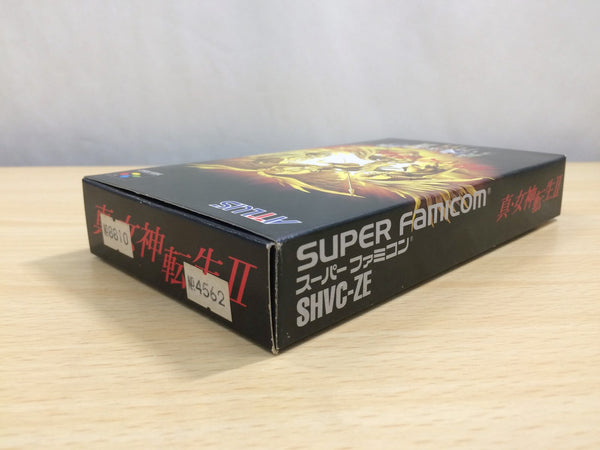 ATLUS
真・女神転生II
№8810
№4562
SUPER FAMICOM®
スーパーファミコン®
SHVC-ZE
真・女神転生II